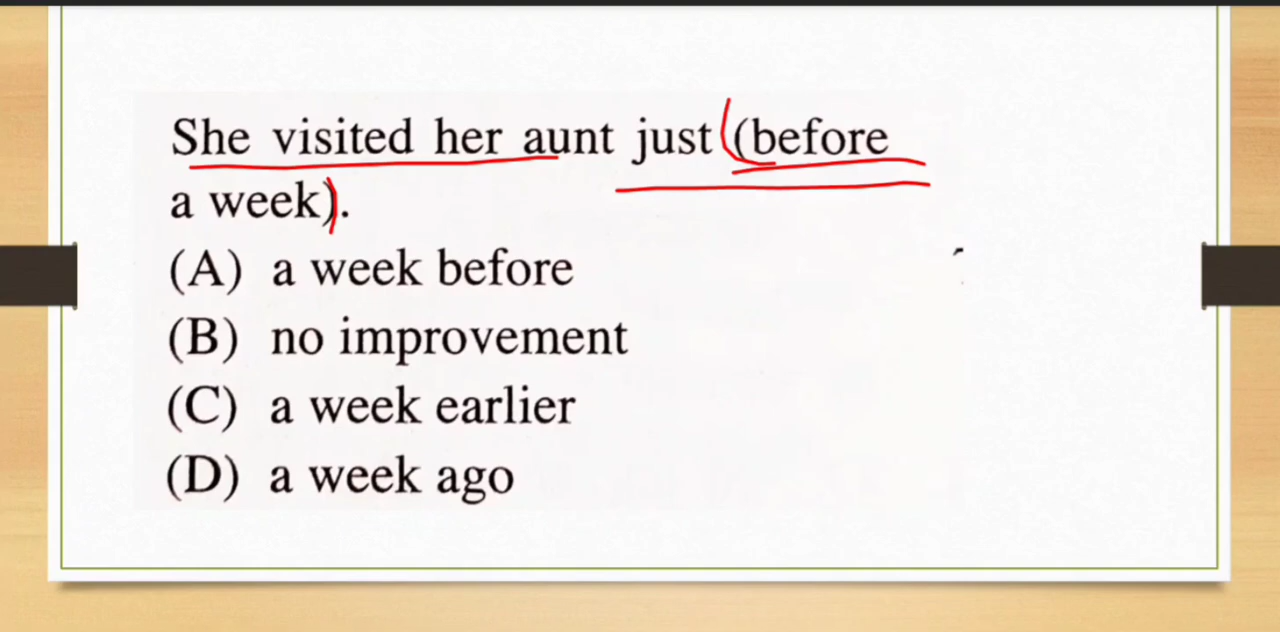 She visited her aunt just (before
a week).
(A) a week before
(B) no improvement
(C) a week earlier
(D) a week ago